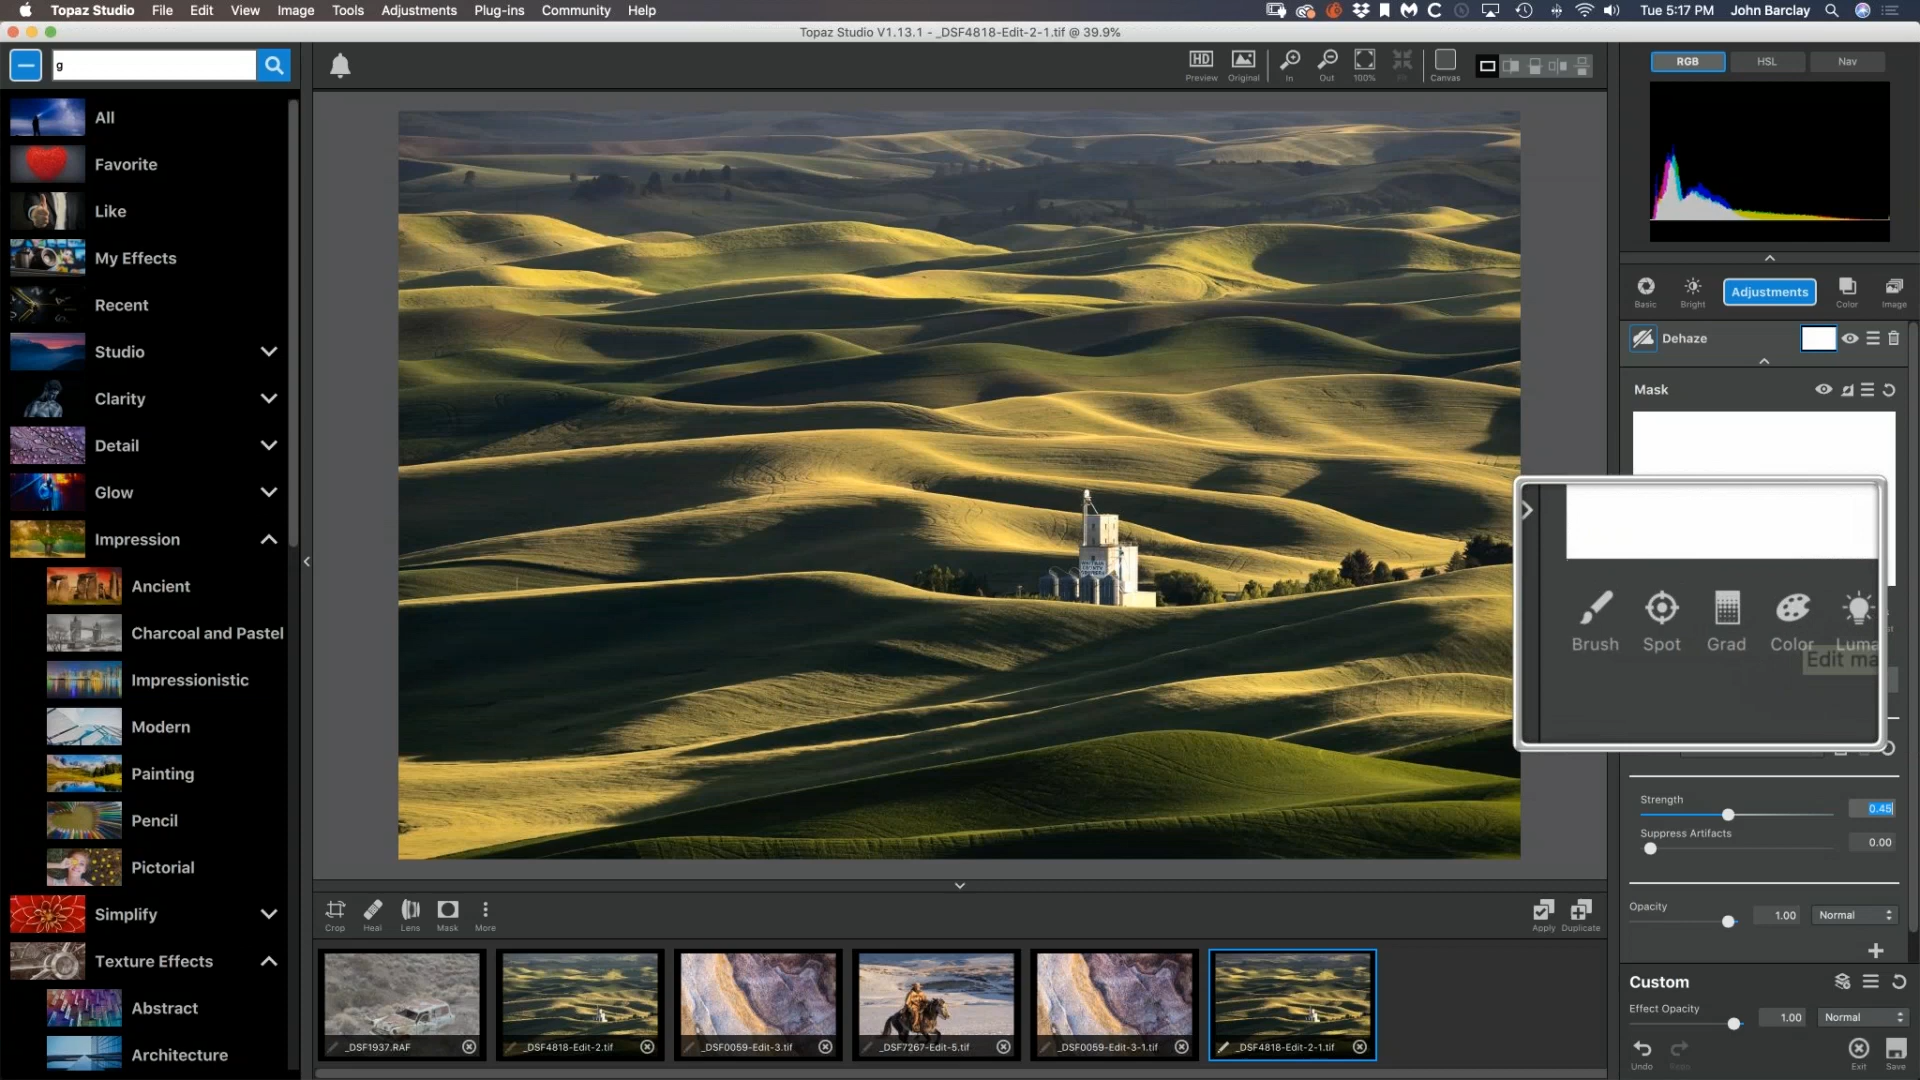 Topaz Studio File Edit View Image Tools Adjustments Plug-ins Community Help
Tue 5:17 PM John Barclay
Topaz Studio V1.13.1 - _DSF4818-Edit-2-1.tif @ 39.9%
g
HD
Preview Original In Out 100% Canvas
RGB HSL Nav
All
Favorite
Like
My Effects
Recent
Studio
Clarity
Detail
Glow
Impression
Ancient
Charcoal and Pastel
Impressionistic
Modern
Painting
Pencil
Pictorial
Simplify
Texture Effects
Abstract
Architecture
Basic Bright Adjustments Color Image
Dehaze
Mask
Brush Spot Grad Color Luma
Edit ma
Strength
0.45
Suppress Artifacts
0.00
Opacity 1.00 Normal
Custom
Effect Opacity 1.00 Normal
Undo Exit Save
Crop Heal Lens Mask More
Apply Duplicate
_DSF1937.RAF _DSF4818-Edit-2.tif _DSF0059-Edit-3.tif _DSF7267-Edit-5.tif _DSF0059-Edit-3-1.tif _DSF4818-Edit-2-1.tif